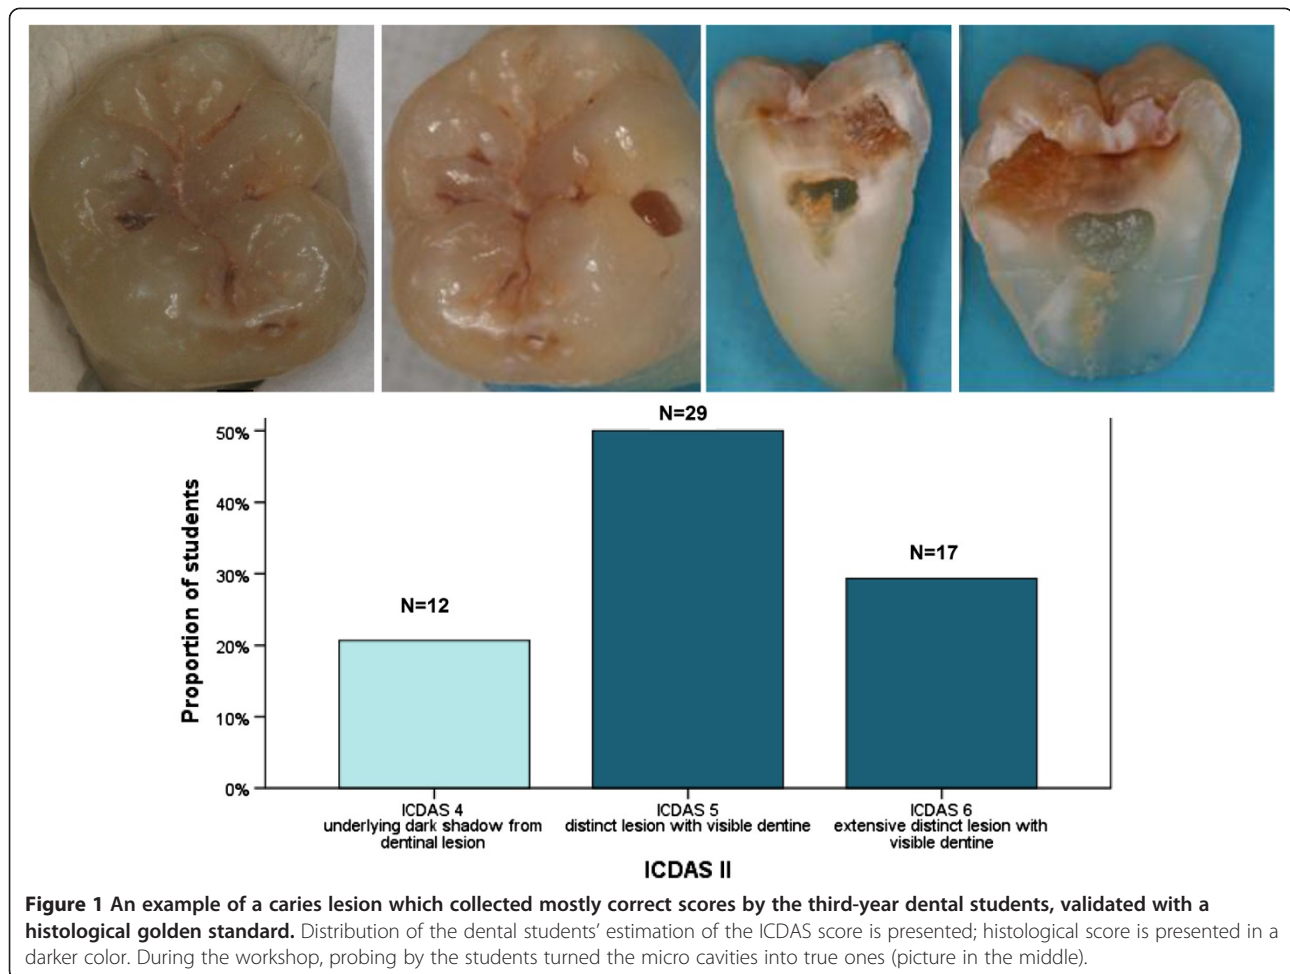 N=29
50%
40%
N=17
30%
N=12
20%
10%
0%
Proportion of students
ICDAS 4
underlying dark shadow from
dentinal lesion
ICDAS 5
distinct lesion with visible dentine
ICDAS 6
extensive distinct lesion with
visible dentine
ICDAS II
Figure 1 An example of a caries lesion which collected mostly correct scores by the third-year dental students, validated with a
histological golden standard. Distribution of the dental students' estimation of the ICDAS score is presented; histological score is presented in a
darker color. During the workshop, probing by the students turned the micro cavities into true ones (picture in the middle).